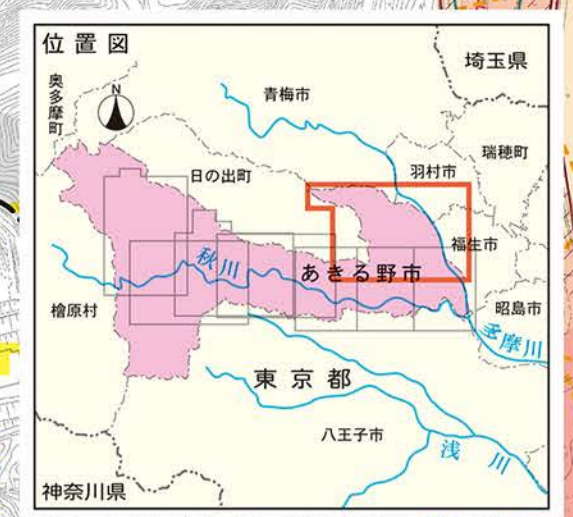 位置図
埼玉県
奥多摩町
N
青梅市
瑞穂町
羽村市
日の出町
福生市
秋川
あきる野市
檜原村
昭島市
多摩川
東京都
八王子市
浅川
神奈川県